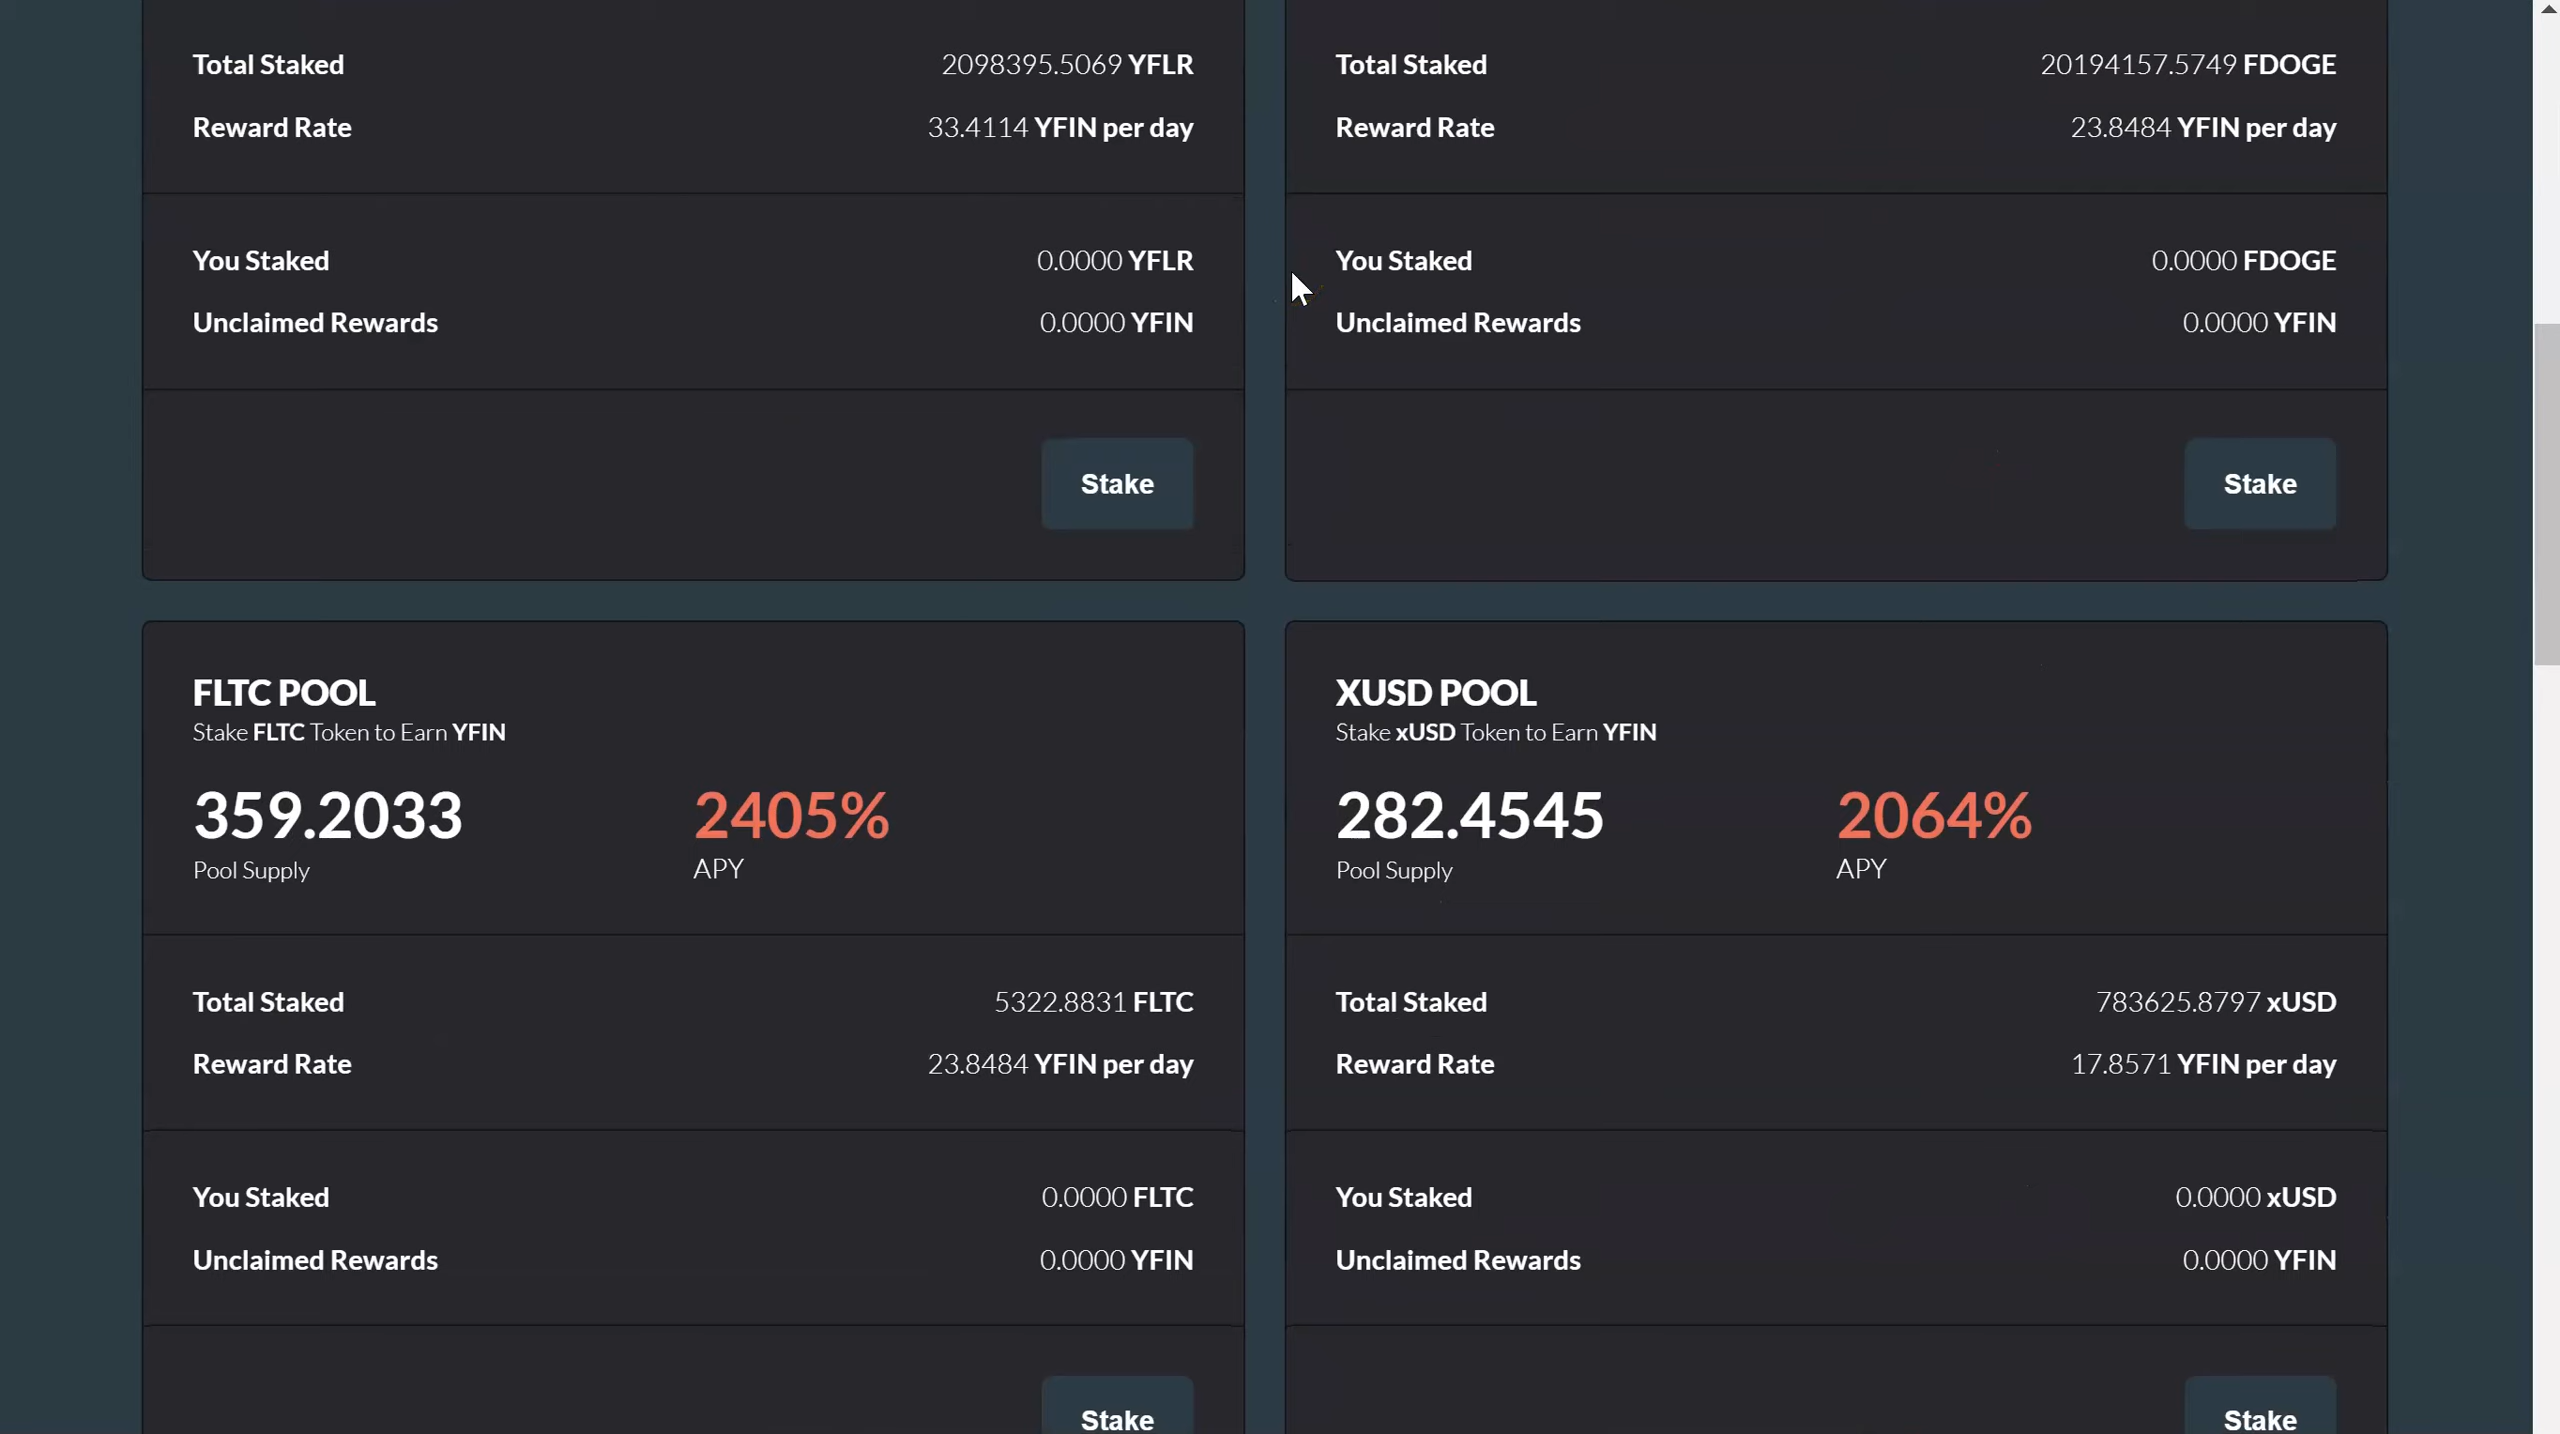 Total Staked 2098395.5069 YFLR
Reward Rate 33.4114 YFIN per day
You Staked 0.0000 YFLR
Unclaimed Rewards 0.0000 YFIN
Stake
Total Staked 20194157.5749 FDOGE
Reward Rate 23.8484 YFIN per day
You Staked 0.0000 FDOGE
Unclaimed Rewards 0.0000 YFIN
Stake
FLTC POOL
Stake FLTC Token to Earn YFIN
359.2033 2405%
Pool Supply APY
Total Staked 5322.8831 FLTC
Reward Rate 23.8484 YFIN per day
You Staked 0.0000 FLTC
Unclaimed Rewards 0.0000 YFIN
Stake
XUSD POOL
Stake xUSD Token to Earn YFIN
282.4545 2064%
Pool Supply APY
Total Staked 783625.8797 xUSD
Reward Rate 17.8571 YFIN per day
You Staked 0.0000 xUSD
Unclaimed Rewards 0.0000 YFIN
Stake